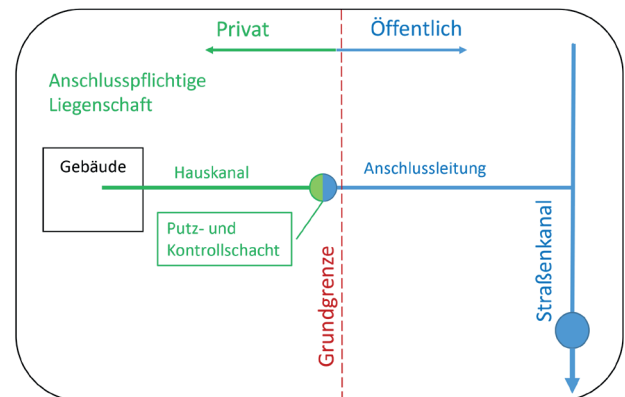 Privat
Öffentlich
Anschlusspflichtige
Liegenschaft
Gebäude
Hauskanal
Anschlussleitung
Putz- und
Kontrollschacht
Grundgrenze
Straßenkanal